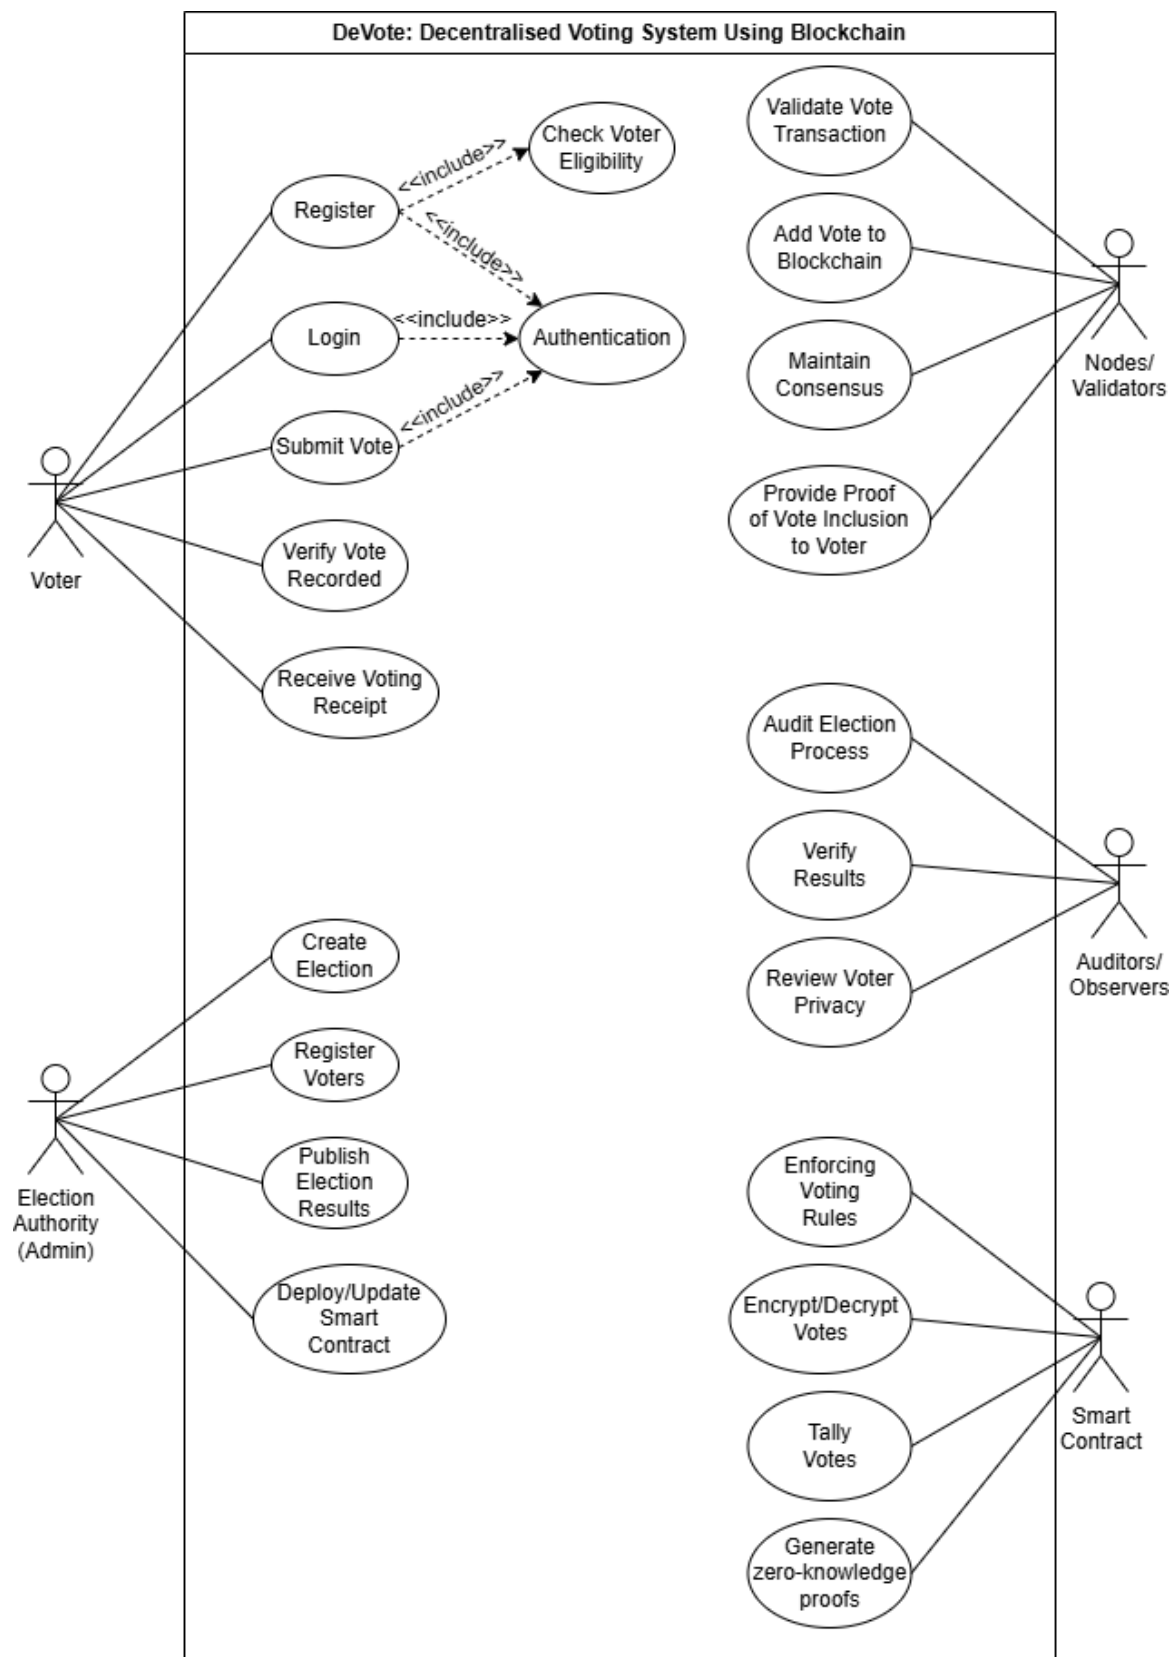 DeVote: Decentralised Voting System Using Blockchain
Check Voter
Eligibility
<<include>>
Register
<<include>>
Login
<<include>>
Authentication
Submit Vote
<<include>>
Verify Vote
Recorded
Receive Voting
Receipt
Voter
Validate Vote
Transaction
Add Vote to
Blockchain
Maintain
Consensus
Provide Proof
of Vote Inclusion
to Voter
Nodes/
Validators
Audit Election
Process
Verify
Results
Review Voter
Privacy
Auditors/
Observers
Create
Election
Register
Voters
Publish
Election
Results
Deploy/Update
Smart
Contract
Election
Authority
(Admin)
Enforcing
Voting
Rules
Encrypt/Decrypt
Votes
Tally
Votes
Generate
zero-knowledge
proofs
Smart
Contract